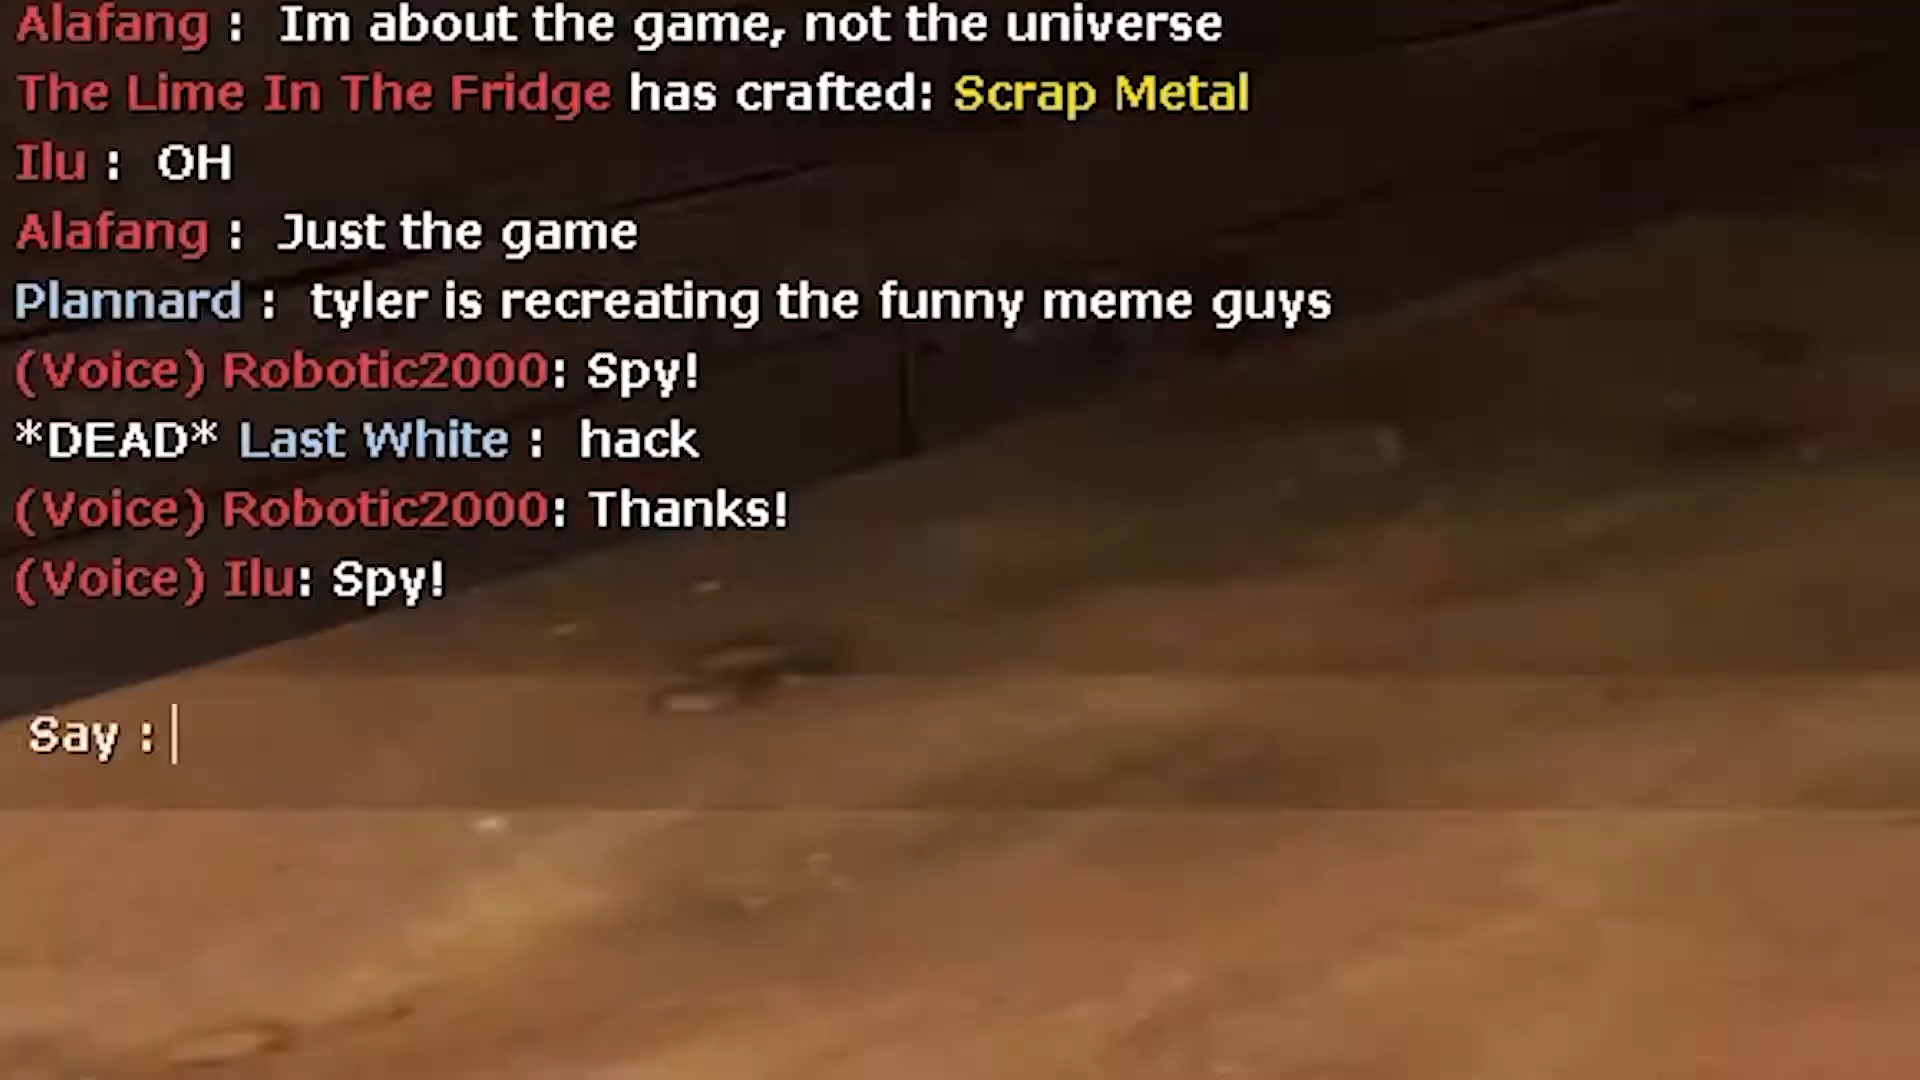 Alafang :  Im about the game, not the universe
The Lime In The Fridge has crafted: Scrap Metal
Ilu :  OH
Alafang :  Just the game
Plannard :  tyler is recreating the funny meme guys
(Voice) Robotic2000: Spy!
*DEAD* Last White :  hack
(Voice) Robotic2000: Thanks!
(Voice) Ilu: Spy!
Say :